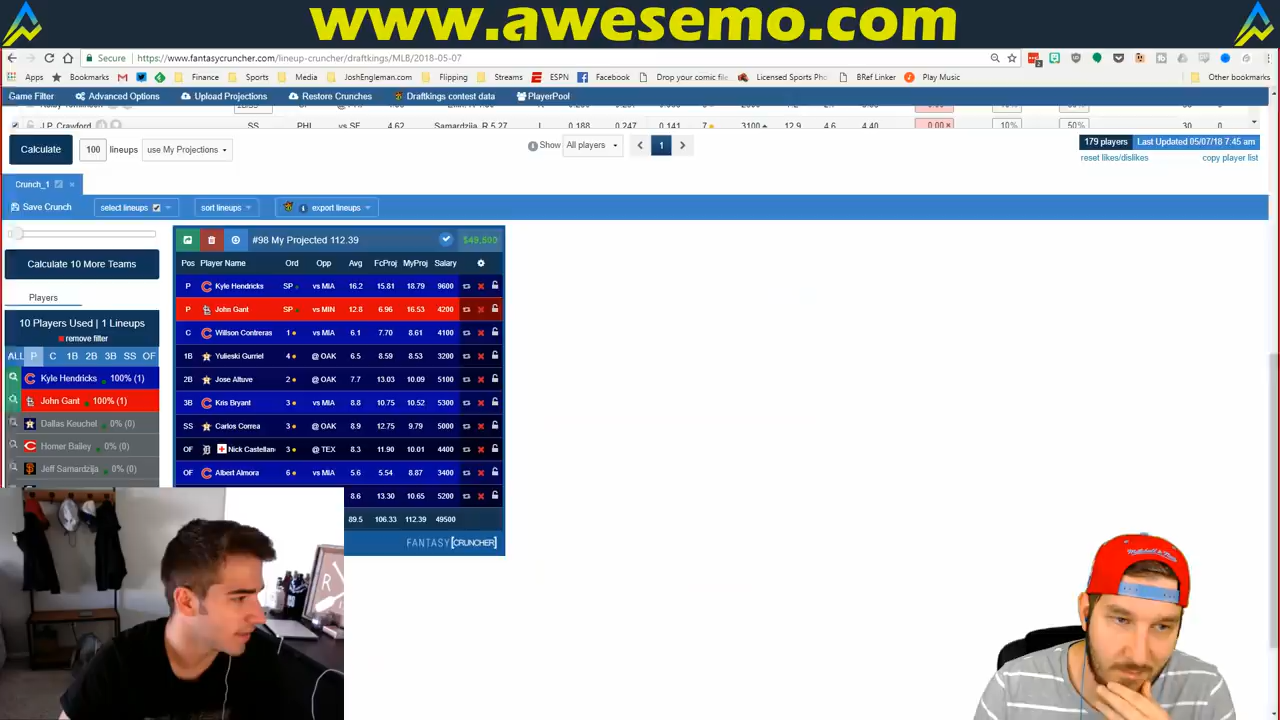 www.awesemo.com
Secure https://www.fantasycruncher.com/lineup-cruncher/draftkings/MLB/2018-05-07
Apps Bookmarks Finance Sports Media JoshEngleman.com Flipping Streams ESPN Facebook Drop your comic fil Licensed Sports Pho BRef Linker Play Music Other Bookmarks
Game Filter Advanced Options Upload Projections Restore Crunches Draftkings contest data PlayerPool
J.P. Crawford SS PHI vs SF 4.62 Samardzija, R 5.27 L 0.188 0.247 0.141 7 3100 12.9 4.6 4.40 0.00 × 10% 50% 30
Calculate 100 lineups use My Projections Show All players 1 179 players Last Updated 05/07/18 7:45 am
reset likes/dislikes copy player list
Crunch_1 ×
Save Crunch select lineups sort lineups export lineups
#98 My Projected 112.39 $49,500
Calculate 10 More Teams
Players
10 Players Used | 1 Lineups
remove filter
ALL P C 1B 2B 3B SS OF
Kyle Hendricks 100% (1)
John Gant 100% (1)
Dallas Keuchel 0% (0)
Homer Bailey 0% (0)
Jeff Samardzija 0% (0)
Pos Player Name Ord Opp Avg FcProj MyProj Salary
P Kyle Hendricks SP vs MIA 16.2 15.81 18.79 9600
P John Gant SP vs MIN 12.8 6.96 16.53 4200
C Willson Contreras 1 vs MIA 6.1 7.70 8.61 4100
1B Yulieski Gurriel 4 @ OAK 6.5 8.59 8.53 3200
2B Jose Altuve 2 @ OAK 7.7 13.03 10.09 5100
3B Kris Bryant 3 vs MIA 8.8 10.75 10.52 5300
SS Carlos Correa 3 @ OAK 8.9 12.75 9.79 5000
OF Nick Castellan 3 @ TEX 8.3 11.90 10.01 4400
OF Albert Almora 6 vs MIA 5.6 5.54 8.87 3400
8.6 13.30 10.65 5200
89.5 106.33 112.39 49500
FANTASY [CRUNCHER]